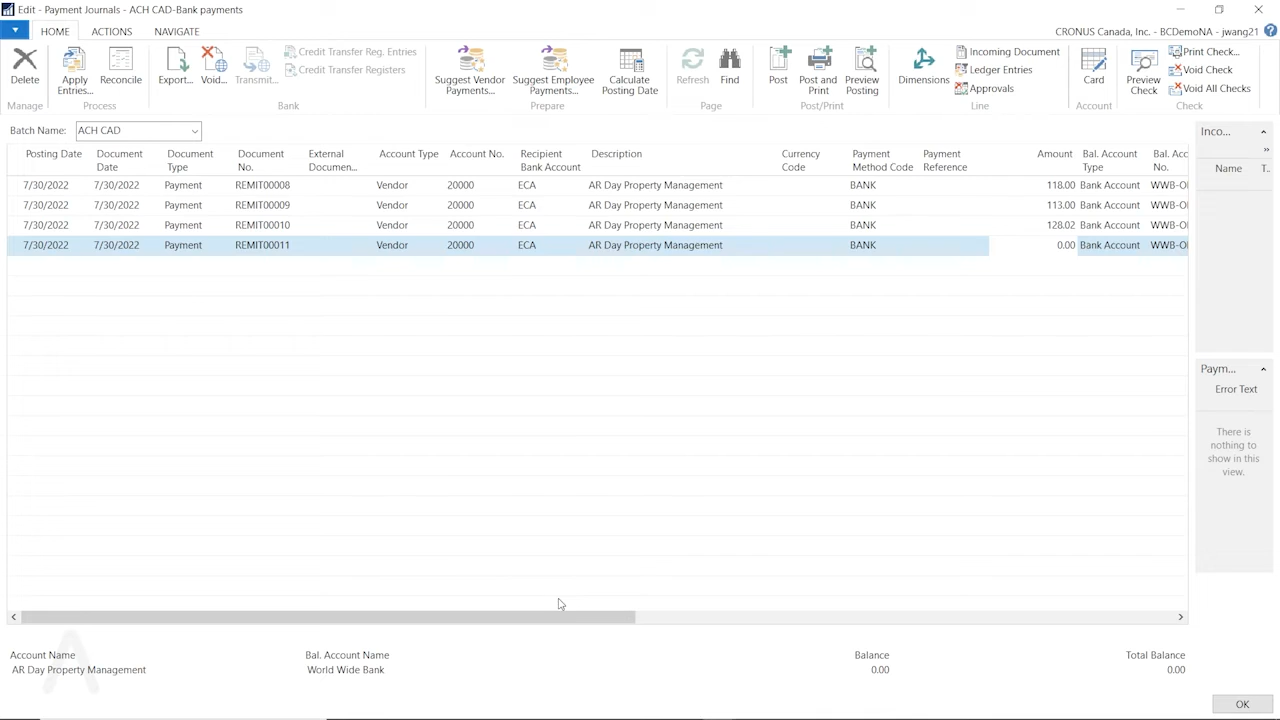 Edit - Payment Journals - ACH CAD-Bank payments
HOME ACTIONS NAVIGATE CRONUS Canada, Inc. - BCDemoNA - jwang21
Delete
Apply Entries...
Reconcile
Export...
Void...
Transmit...
Credit Transfer Reg. Entries
Credit Transfer Registers
Suggest Vendor Payments...
Suggest Employee Payments...
Calculate Posting Date
Refresh
Find
Post
Post and Print
Preview Posting
Dimensions
Incoming Document
Ledger Entries
Approvals
Card
Preview Check
Print Check...
Void Check
Void All Checks
Manage Process Bank Prepare Page Post/Print Line Account Check
Batch Name: ACH CAD
Inco...
Posting Date Document Date Document Type Document No. External Documen... Account Type Account No. Recipient Bank Account Description Currency Code Payment Method Code Payment Reference Amount Bal. Account Type Bal. Acc No.
Name T..
7/30/2022 7/30/2022 Payment REMIT00008 Vendor 20000 ECA AR Day Property Management BANK 118.00 Bank Account WWB-O
7/30/2022 7/30/2022 Payment REMIT00009 Vendor 20000 ECA AR Day Property Management BANK 113.00 Bank Account WWB-O
7/30/2022 7/30/2022 Payment REMIT00010 Vendor 20000 ECA AR Day Property Management BANK 128.02 Bank Account WWB-O
7/30/2022 7/30/2022 Payment REMIT00011 Vendor 20000 ECA AR Day Property Management BANK 0.00 Bank Account WWB-O
Paym...
Error Text
There is
nothing to
show in this
view.
Account Name Bal. Account Name Balance Total Balance
AR Day Property Management World Wide Bank 0.00 0.00
OK